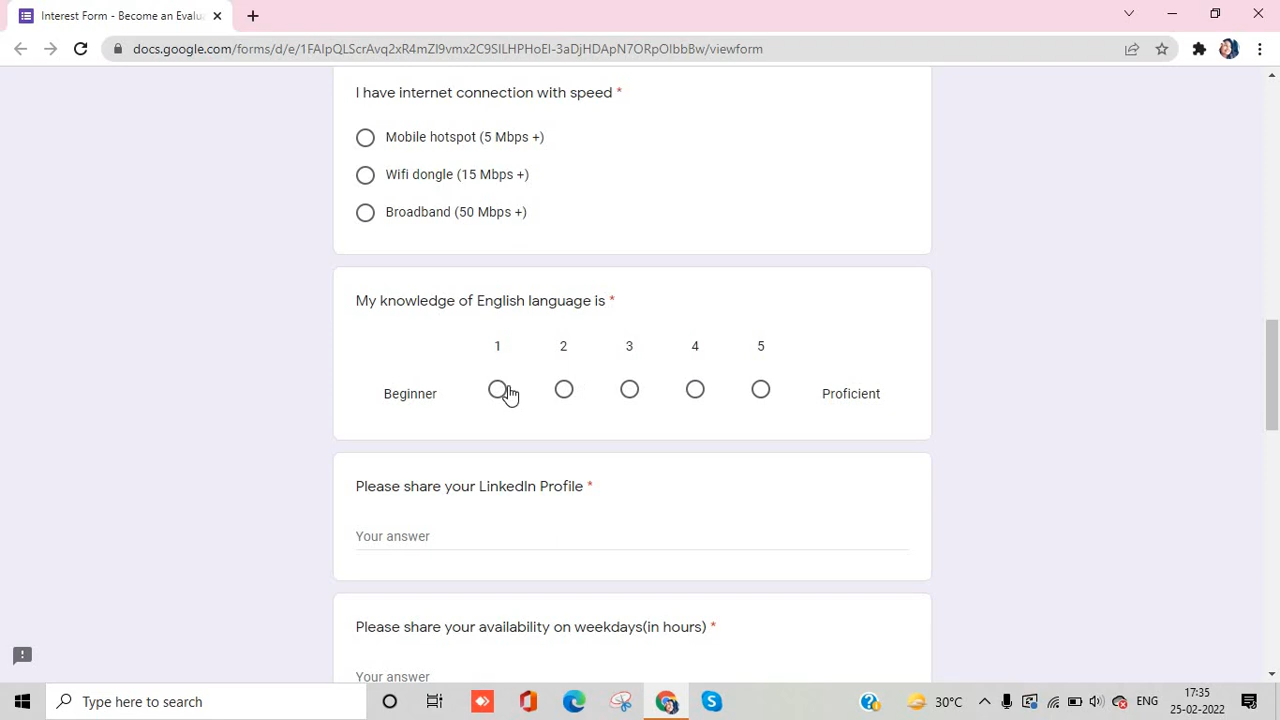 Interest Form - Become an Evalu
docs.google.com/forms/d/e/1FAIpQLScrAvq2xR4mZI9vmx2C9SILHPHoEI-3aDjHDApN7ORpOIbbBw/viewform
I have internet connection with speed *
Mobile hotspot (5 Mbps +)
Wifi dongle (15 Mbps +)
Broadband (50 Mbps +)
My knowledge of English language is *
1 2 3 4 5
Beginner Proficient
Please share your LinkedIn Profile *
Your answer
Please share your availability on weekdays(in hours) *
Your answer
Type here to search
30°C
ENG
17:35
25-02-2022